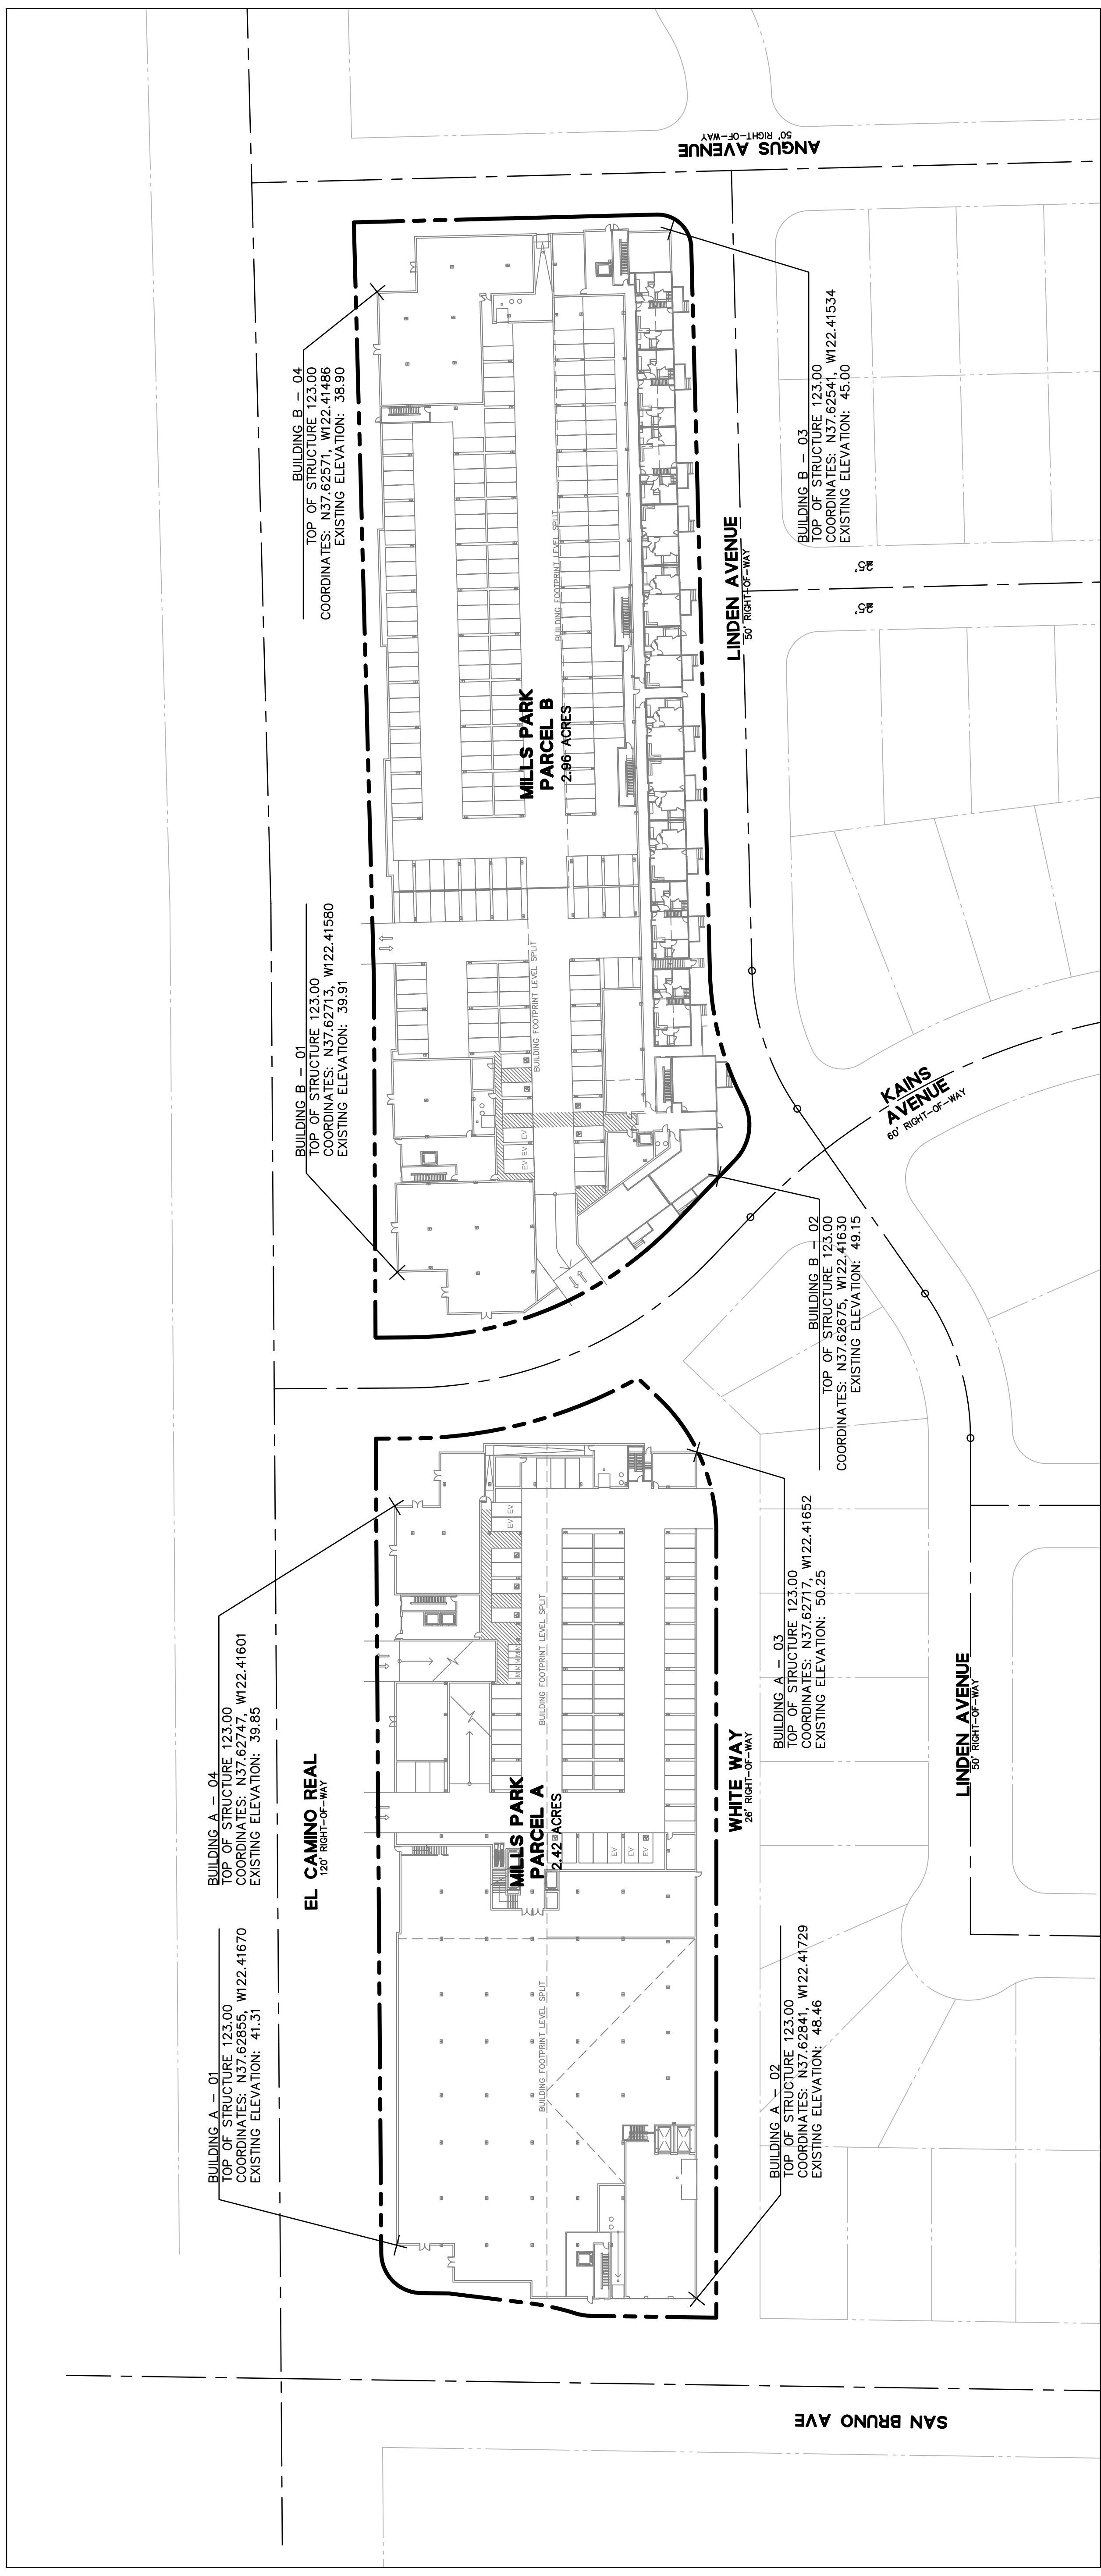 ANGUS AVENUE
50' RIGHT-OF-WAY
BUILDING B - 04
TOP OF STRUCTURE 123.00
COORDINATES: N37.62571, W122.41486
EXISTING ELEVATION: 38.90
BUILDING B - 03
TOP OF STRUCTURE 123.00
COORDINATES: N37.62541, W122.41534
EXISTING ELEVATION: 45.00
LINDEN AVENUE
50' RIGHT-OF-WAY
25'
25'
BUILDING FOOTPRINT LEVEL SPLIT
MILLS PARK
PARCEL B
2.96 ACRES
BUILDING B - 01
TOP OF STRUCTURE 123.00
COORDINATES: N37.62713, W122.41580
EXISTING ELEVATION: 39.91
BUILDING FOOTPRINT LEVEL SPLIT
EV
EV
EV
KAINS
AVENUE
60' RIGHT-OF-WAY
BUILDING B - 02
TOP OF STRUCTURE 123.00
COORDINATES: N37.62675, W122.41630
EXISTING ELEVATION: 49.15
EV
EV
BUILDING A - 03
TOP OF STRUCTURE 123.00
COORDINATES: N37.62717, W122.41652
EXISTING ELEVATION: 50.25
BUILDING A - 04
TOP OF STRUCTURE 123.00
COORDINATES: N37.62747, W122.41601
EXISTING ELEVATION: 39.85
BUILDING FOOTPRINT LEVEL SPLIT
EL CAMINO REAL
120' RIGHT-OF-WAY
MILLS PARK
PARCEL A
2.42 ACRES
WHITE WAY
26' RIGHT-OF-WAY
LINDEN AVENUE
50' RIGHT-OF-WAY
EV
EV
EV
BUILDING FOOTPRINT LEVEL SPLIT
BUILDING A - 01
TOP OF STRUCTURE 123.00
COORDINATES: N37.62855, W122.41670
EXISTING ELEVATION: 41.31
BUILDING A - 02
TOP OF STRUCTURE 123.00
COORDINATES: N37.62841, W122.41729
EXISTING ELEVATION: 48.46
SAN BRUNO AVE